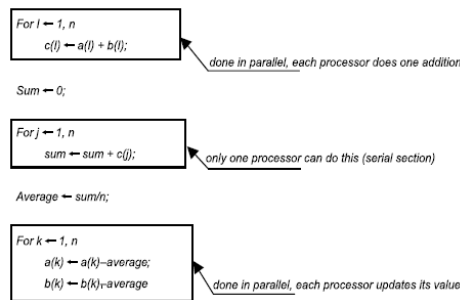 For I ← 1, n
c(I) ← a(I) + b(I);
done in parallel, each processor does one addition
Sum ← 0;
For j ← 1, n
sum ← sum + c(j);
only one processor can do this (serial section)
Average ← sum/n;
For k ← 1, n
a(k) ← a(k)–average;
b(k) ← b(k)-average
done in parallel, each processor updates its value